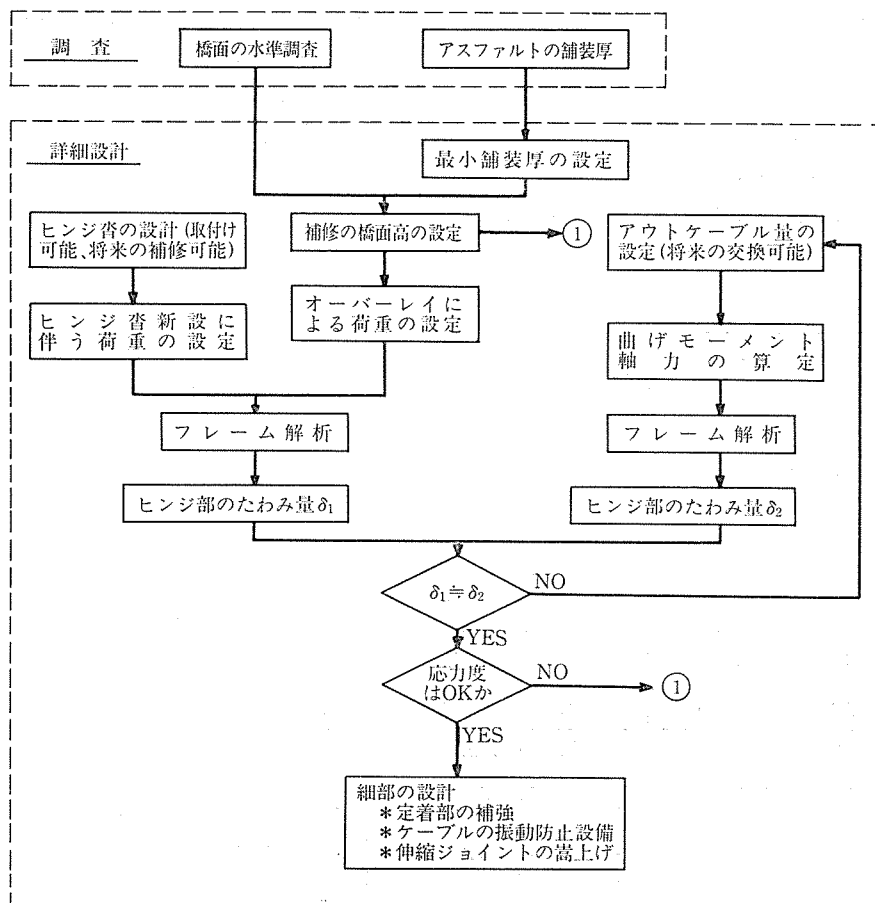 調 査
橋面の水準調査
アスファルトの舗装厚
詳細設計
最小舗装厚の設定
ヒンジ沓の設計(取付け
可能、将来の補修可能)
補修の橋面高の設定
①
アウトケーブル量の
設定(将来の交換可能)
ヒンジ沓新設に
伴う荷重の設定
オーバーレイに
よる荷重の設定
曲げモーメント
軸力の算定
フレーム解析
フレーム解析
ヒンジ部のたわみ量δ₁
ヒンジ部のたわみ量δ₂
δ₁≒δ₂
NO
YES
応力度
はOKか
NO
①
YES
細部の設計
＊定着部の補強
＊ケーブルの振動防止設備
＊伸縮ジョイントの嵩上げ